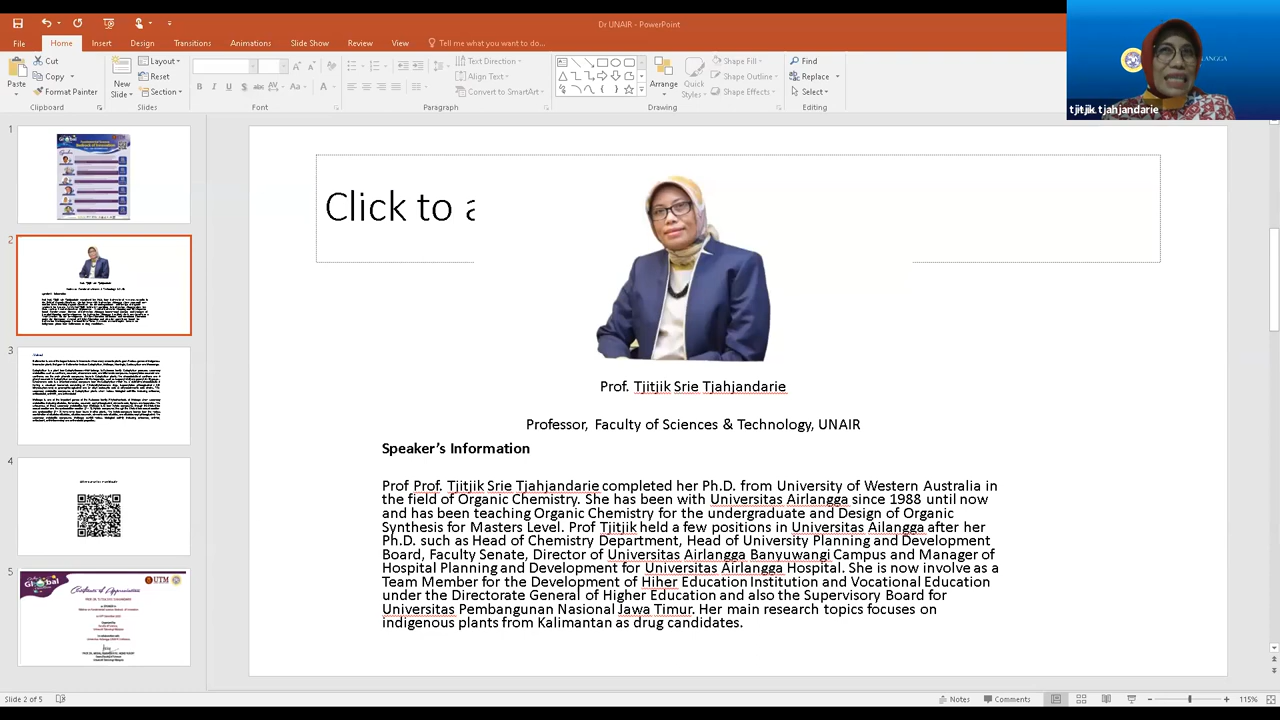 Dr UNAIR - PowerPoint
File Home Insert Design Transitions Animations Slide Show Review View Tell me what you want to do...
Paste
Cut
Copy
Format Painter
Clipboard
New
Slide
Layout
Reset
Section
Slides
Font
Text Direction
Align Text
Convert to SmartArt
Paragraph
Arrange
Quick
Styles
Shape Fill
Shape Outline
Shape Effects
Drawing
Find
Replace
Select
Editing
tjitjik tjahjandarie
1
2
3
4
5
Click to a
Prof. Tjitjik Srie Tjahjandarie
Professor, Faculty of Sciences & Technology, UNAIR
Speaker's Information
Prof Prof. Tjitjik Srie Tjahjandarie completed her Ph.D. from University of Western Australia in
the field of Organic Chemistry. She has been with Universitas Airlangga since 1988 until now
and has been teaching Organic Chemistry for the undergraduate and Design of Organic
Synthesis for Masters Level. Prof Tjitjik held a few positions in Universitas Ailangga after her
Ph.D. such as Head of Chemistry Department, Head of University Planning and Development
Board, Faculty Senate, Director of Universitas Airlangga Banyuwangi Campus and Manager of
Hospital Planning and Development for Universitas Airlangga Hospital. She is now involve as a
Team Member for the Development of Hiher Education Institution and Vocational Education
under the Directorate General of Higher Education and also the Supervisory Board for
Universitas Pembangunan Nasional Jawa Timur. Her main research topics focuses on
indigenous plants from Kalimantan as drug candidates.
Global
UTM
Certificate of Appreciation
Slide 2 of 5
Notes Comments 115%